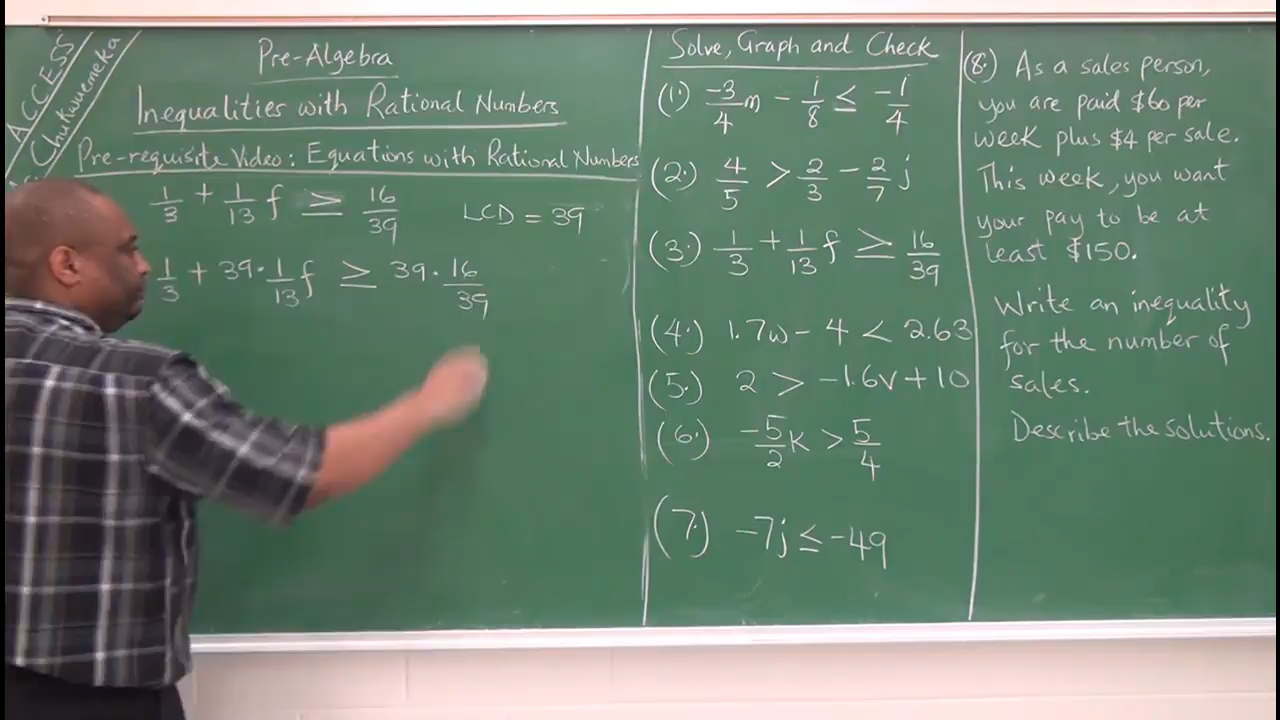 ACCESS
Chukwuemeka
Pre-Algebra
Inequalities with Rational Numbers
Pre-requisite Video: Equations with Rational Numbers
1/3 + 1/13 f ≥ 16/39 LCD = 39
1/3 + 39·1/13 f ≥ 39·16/39
Solve, Graph and Check
(1.) -3/4 m - 1/8 ≤ -1/4
(2.) 4/5 > 2/3 - 2/7 j
(3.) 1/3 + 1/13 f ≥ 16/39
(4.) 1.7w - 4 < 2.63
(5.) 2 > -1.6v + 10
(6.) -5/2 k > 5/4
(7.) -7j ≤ -49
(8.) As a sales person,
you are paid $60 per
week plus $4 per sale.
This week, you want
your pay to be at
least $150.
Write an inequality
for the number of
sales.
Describe the solutions.